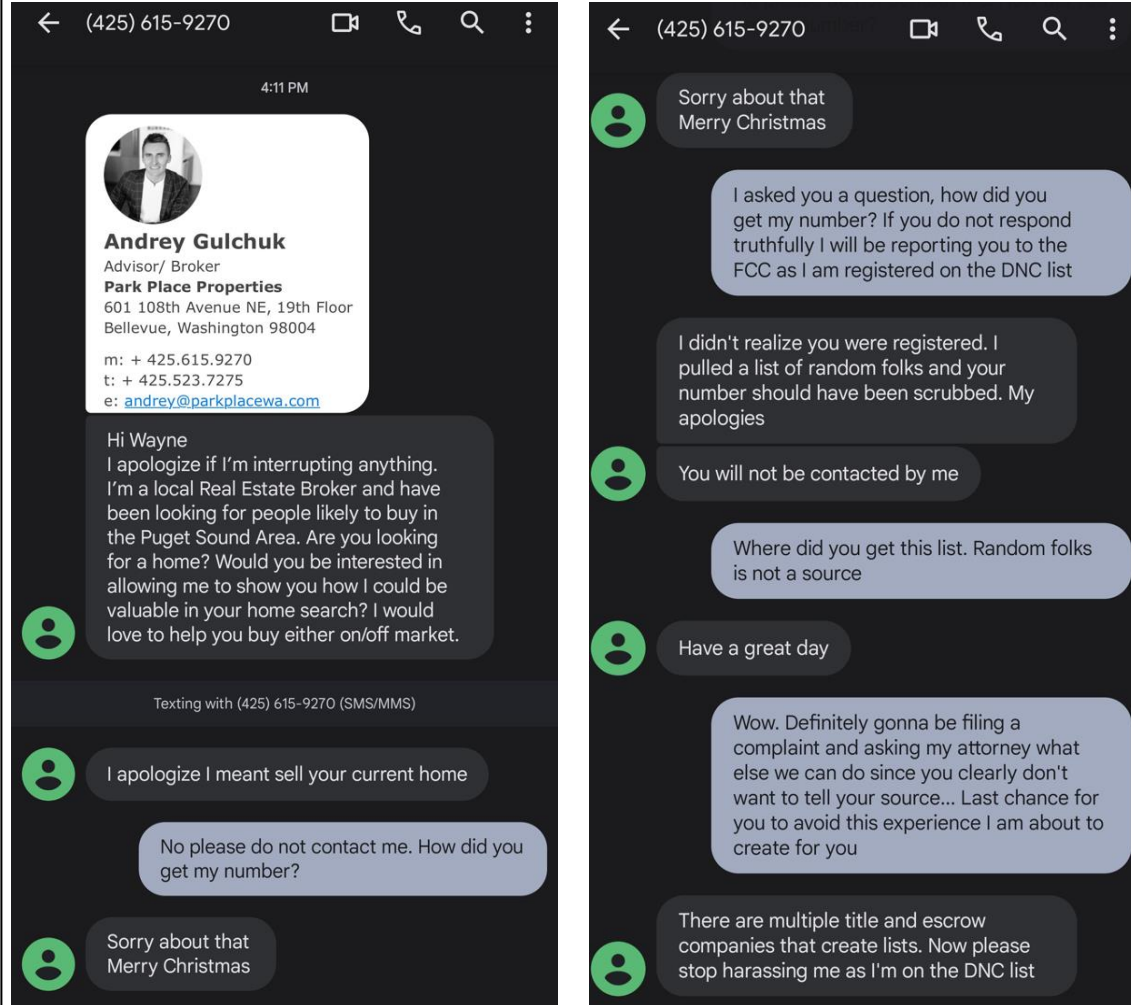 (425) 615-9270
4:11 PM
Andrey Gulchuk
Advisor/ Broker
Park Place Properties
601 108th Avenue NE, 19th Floor
Bellevue, Washington 98004
m: + 425.615.9270
t: + 425.523.7275
e: andrey@parkplacewa.com
Hi Wayne
I apologize if I’m interrupting anything.
I’m a local Real Estate Broker and have
been looking for people likely to buy in
the Puget Sound Area. Are you looking
for a home? Would you be interested in
allowing me to show you how I could be
valuable in your home search? I would
love to help you buy either on/off market.
Texting with (425) 615-9270 (SMS/MMS)
I apologize I meant sell your current home
No please do not contact me. How did you
get my number?
Sorry about that
Merry Christmas
(425) 615-9270
Sorry about that
Merry Christmas
I asked you a question, how did you
get my number? If you do not respond
truthfully I will be reporting you to the
FCC as I am registered on the DNC list
I didn't realize you were registered. I
pulled a list of random folks and your
number should have been scrubbed. My
apologies
You will not be contacted by me
Where did you get this list. Random folks
is not a source
Have a great day
Wow. Definitely gonna be filing a
complaint and asking my attorney what
else we can do since you clearly don't
want to tell your source... Last chance for
you to avoid this experience I am about to
create for you
There are multiple title and escrow
companies that create lists. Now please
stop harassing me as I'm on the DNC list